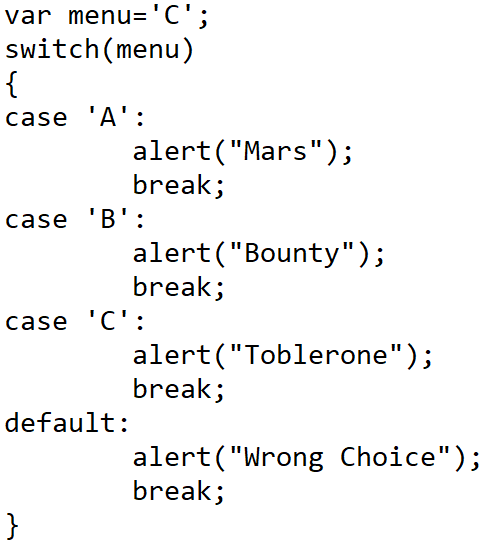 var menu='C';
switch(menu)
{
case 'A':
        alert("Mars");
        break;
case 'B':
        alert("Bounty");
        break;
case 'C':
        alert("Toblerone");
        break;
default:
        alert("Wrong Choice");
        break;
}